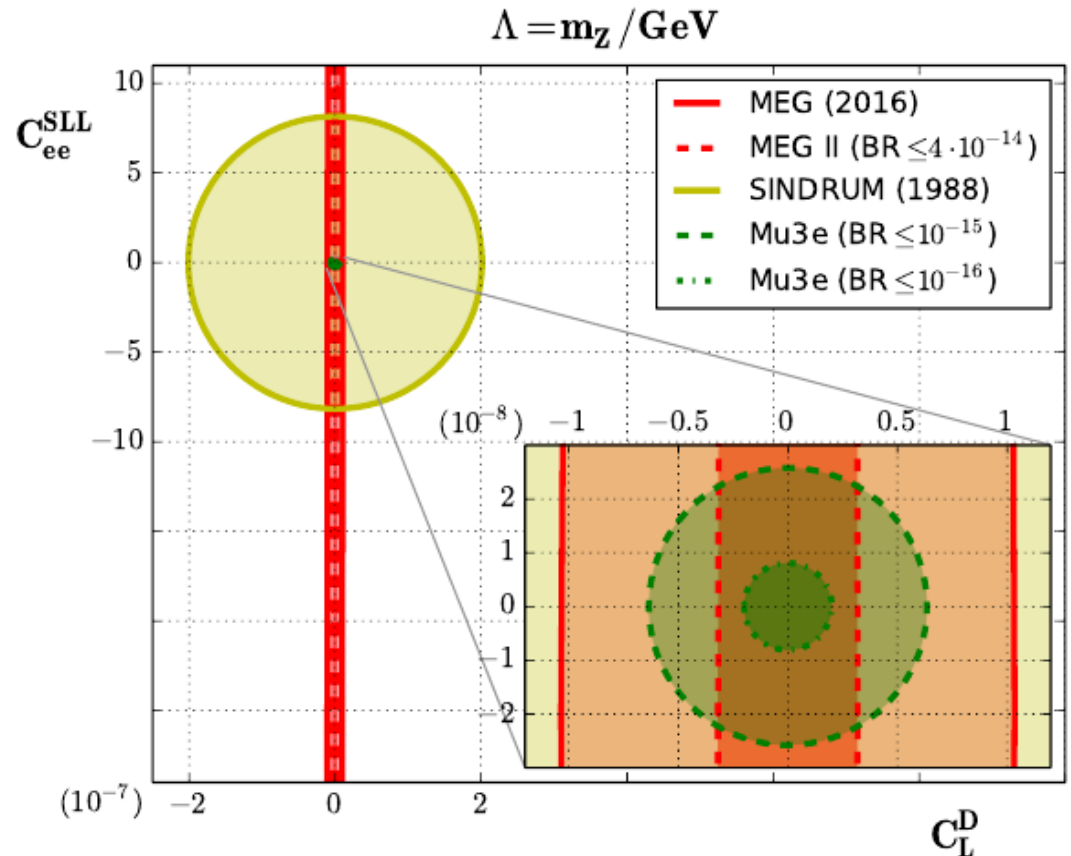 Λ = m_Z /GeV
C_ee^SLL
10
5
0
−5
−10
MEG (2016)
MEG II (BR ≤4 · 10^−14)
SINDRUM (1988)
Mu3e (BR ≤10^−15)
Mu3e (BR ≤10^−16)
(10^−8) −1 −0.5 0 0.5 1
2
1
0
−1
−2
(10^−7) −2 0 2
C_L^D